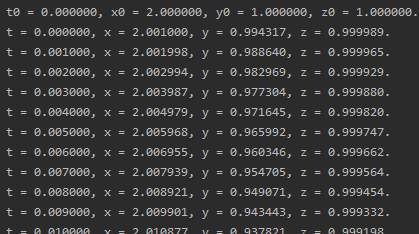 t0 = 0.000000, x0 = 2.000000, y0 = 1.000000, z0 = 1.000000.
t = 0.000000, x = 2.001000, y = 0.994317, z = 0.999989.
t = 0.001000, x = 2.001998, y = 0.988640, z = 0.999965.
t = 0.002000, x = 2.002994, y = 0.982969, z = 0.999929.
t = 0.003000, x = 2.003987, y = 0.977304, z = 0.999880.
t = 0.004000, x = 2.004979, y = 0.971645, z = 0.999820.
t = 0.005000, x = 2.005968, y = 0.965992, z = 0.999747.
t = 0.006000, x = 2.006955, y = 0.960346, z = 0.999662.
t = 0.007000, x = 2.007939, y = 0.954705, z = 0.999564.
t = 0.008000, x = 2.008921, y = 0.949071, z = 0.999454.
t = 0.009000, x = 2.009901, y = 0.943443, z = 0.999332.
t = 0.010000, x = 2.010877, y = 0.937821, z = 0.999198.